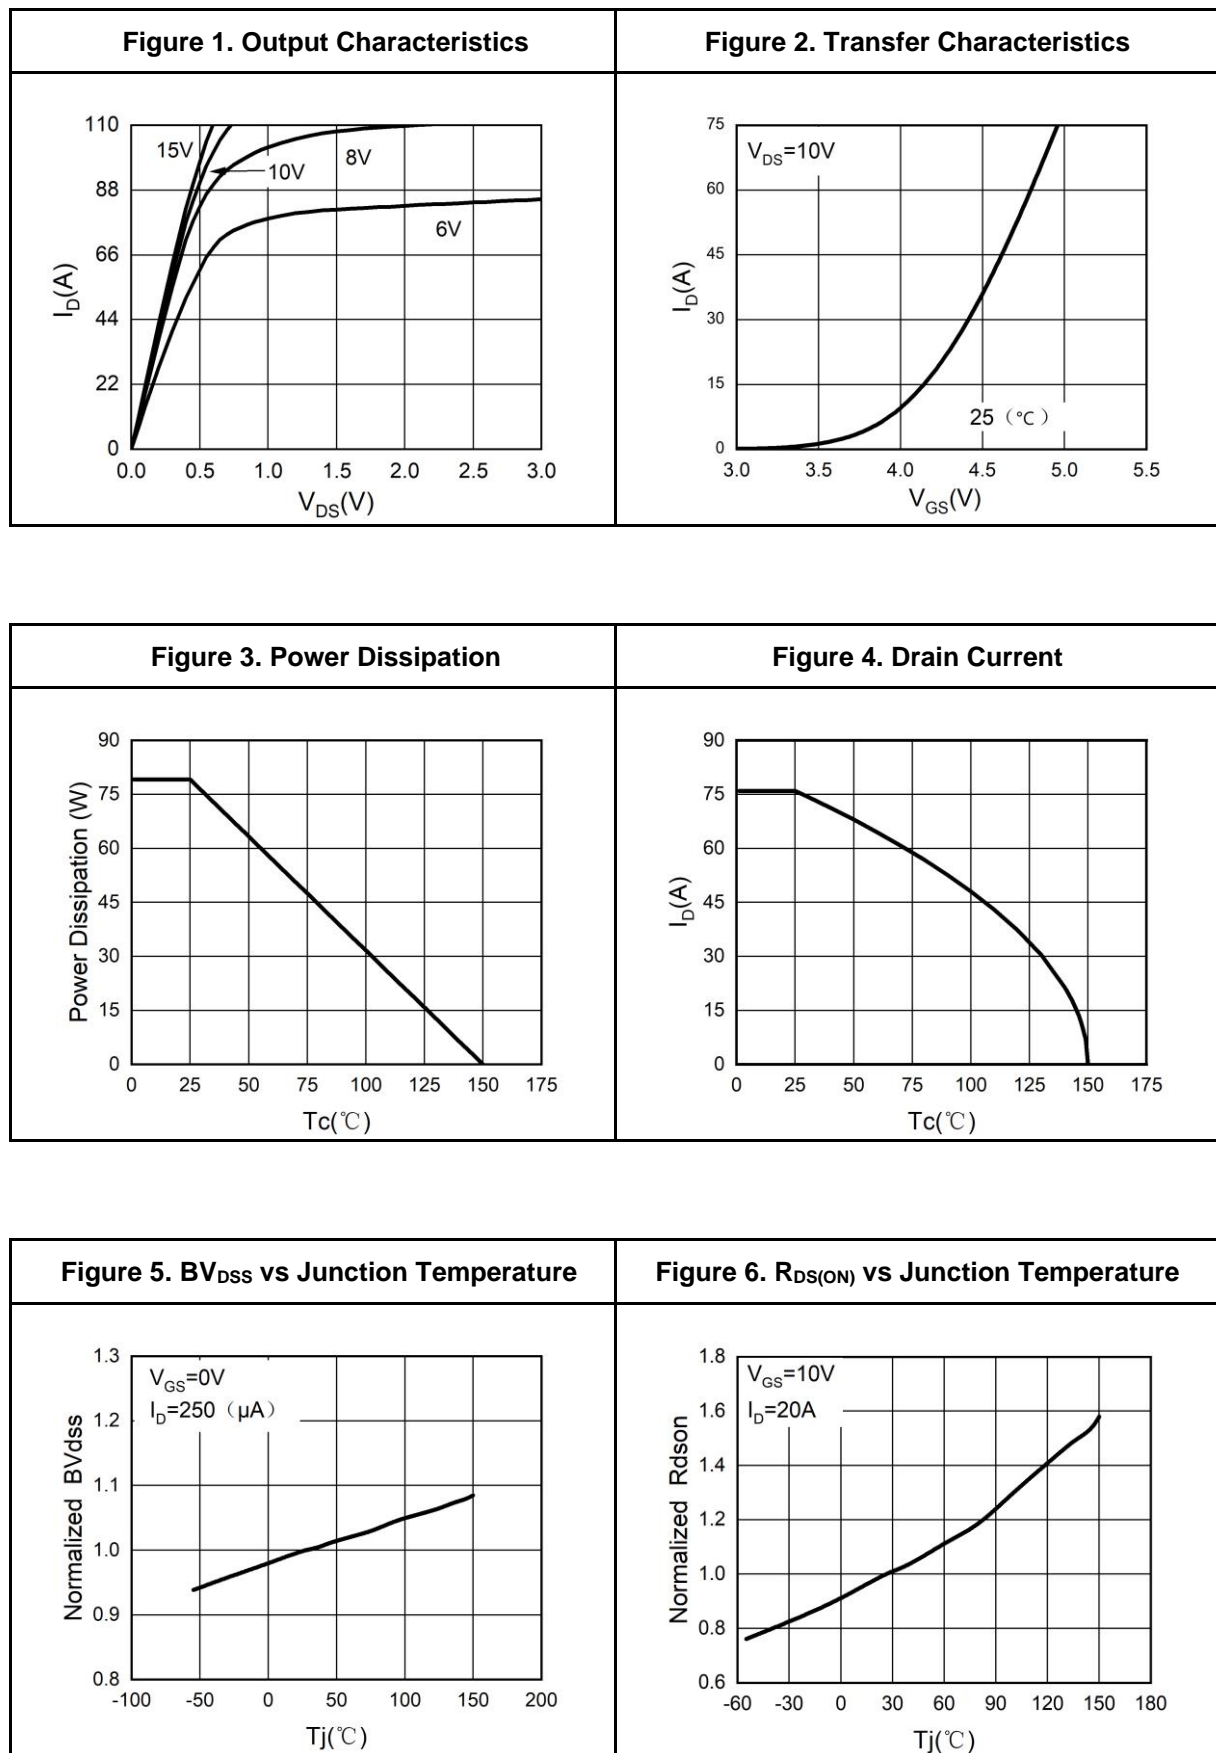 Figure 1. Output Characteristics
Figure 2. Transfer Characteristics
110
88
66
44
22
0
15V
10V
8V
6V
I_D(A)
0.0 0.5 1.0 1.5 2.0 2.5 3.0
V_DS(V)
75
60
45
30
15
0
V_DS=10V
25（℃）
I_D(A)
3.0 3.5 4.0 4.5 5.0 5.5
V_GS(V)
Figure 3. Power Dissipation
Figure 4. Drain Current
90
75
60
45
30
15
0
Power Dissipation (W)
0 25 50 75 100 125 150 175
Tc(℃)
90
75
60
45
30
15
0
I_D(A)
0 25 50 75 100 125 150 175
Tc(℃)
Figure 5. BV_DSS vs Junction Temperature
Figure 6. R_DS(ON) vs Junction Temperature
1.3
1.2
1.1
1.0
0.9
0.8
V_GS=0V
I_D=250（μA）
Normalized BVdss
-100 -50 0 50 100 150 200
Tj(℃)
1.8
1.6
1.4
1.2
1.0
0.8
0.6
V_GS=10V
I_D=20A
Normalized Rdson
-60 -30 0 30 60 90 120 150 180
Tj(℃)